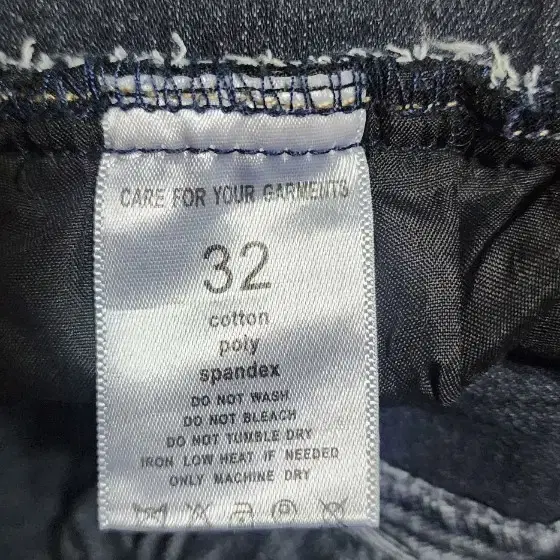 CARE FOR YOUR GARMENTS
32
cotton
poly
spandex
DO NOT WASH
DO NOT BLEACH
DO NOT TUMBLE DRY
IRON LOW HEAT IF NEEDED
ONLY MACHINE DRY